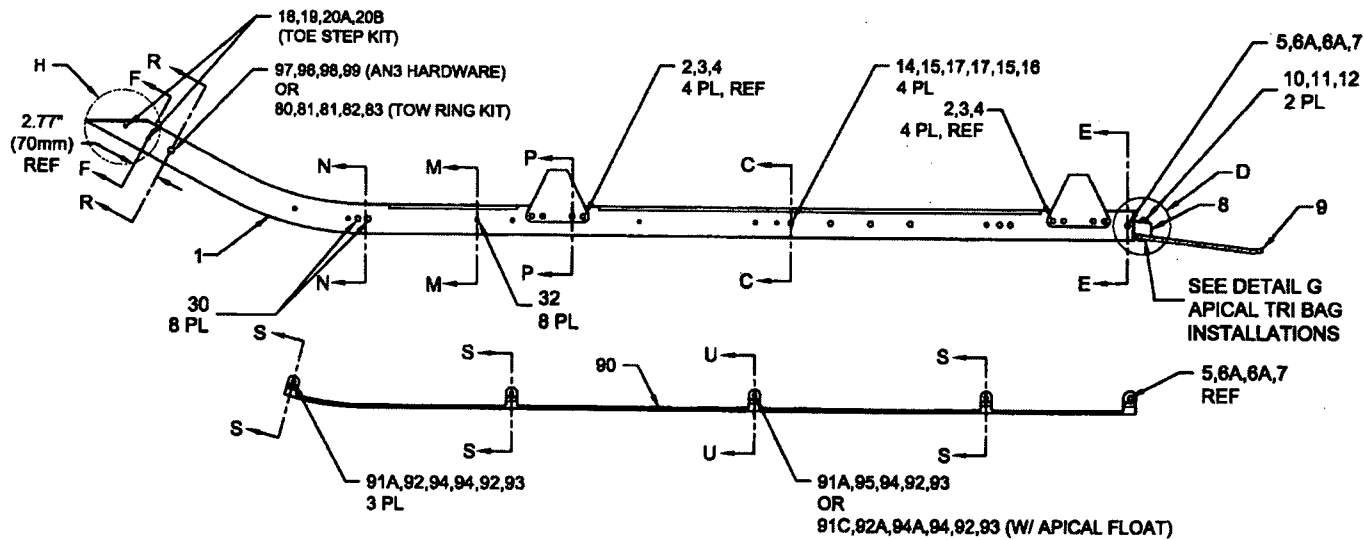 18,19,20A,20B
(TOE STEP KIT)
97,98,98,99 (AN3 HARDWARE)
OR
80,81,81,82,83 (TOW RING KIT)
H
R
F
2.77"
(70mm)
REF
F
R
1
30
8 PL
N
N
M
M
32
8 PL
P
P
2,3,4
4 PL, REF
14,15,17,17,15,16
4 PL
2,3,4
4 PL, REF
C
C
E
E
5,6A,6A,7
10,11,12
2 PL
D
8
9
SEE DETAIL G
APICAL TRI BAG
INSTALLATIONS
S
S
S
S
90
U
U
S
S
5,6A,6A,7
REF
91A,92,94,94,92,93
3 PL
91A,95,94,92,93
OR
91C,92A,94A,94,92,93 (W/ APICAL FLOAT)